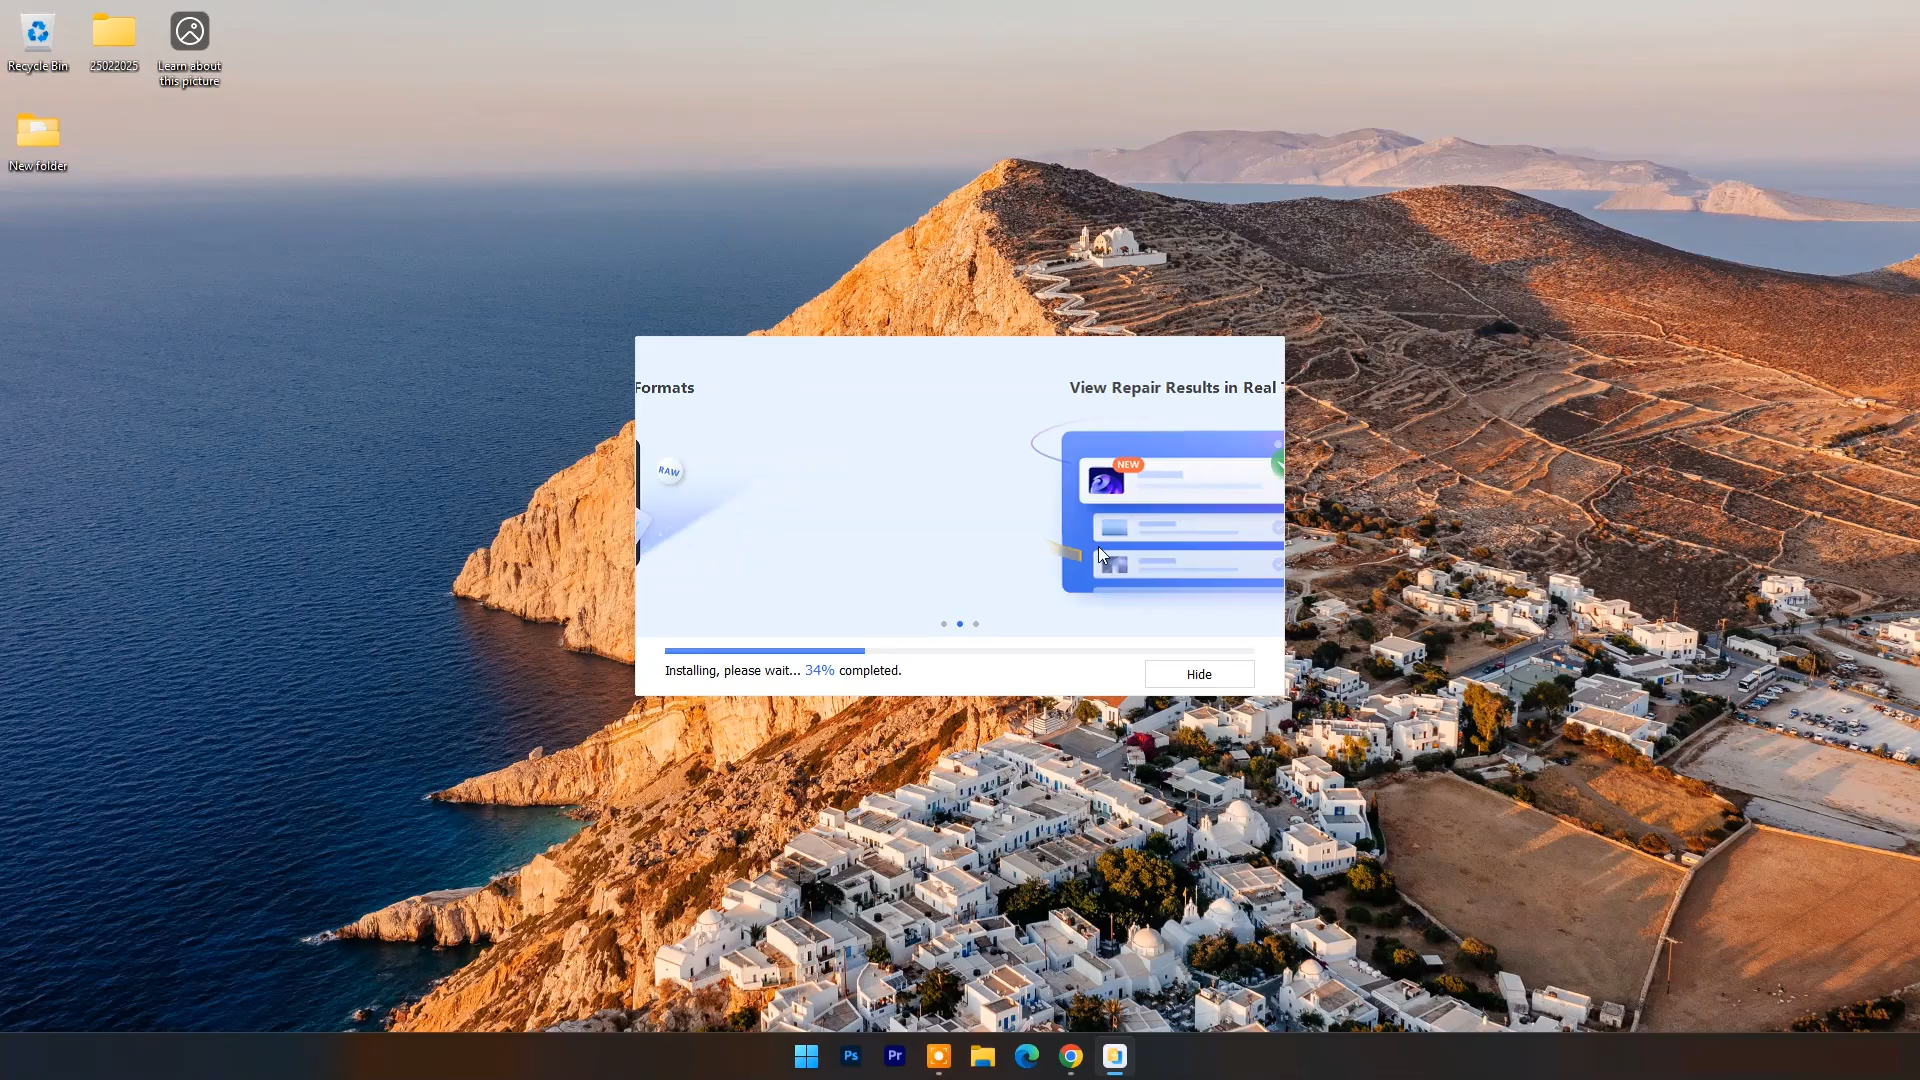 Recycle Bin
25022025
Learn about
this picture
New folder
Formats
View Repair Results in Real
RAW
NEW
Installing, please wait... 34% completed.
Hide
Ps
Pr